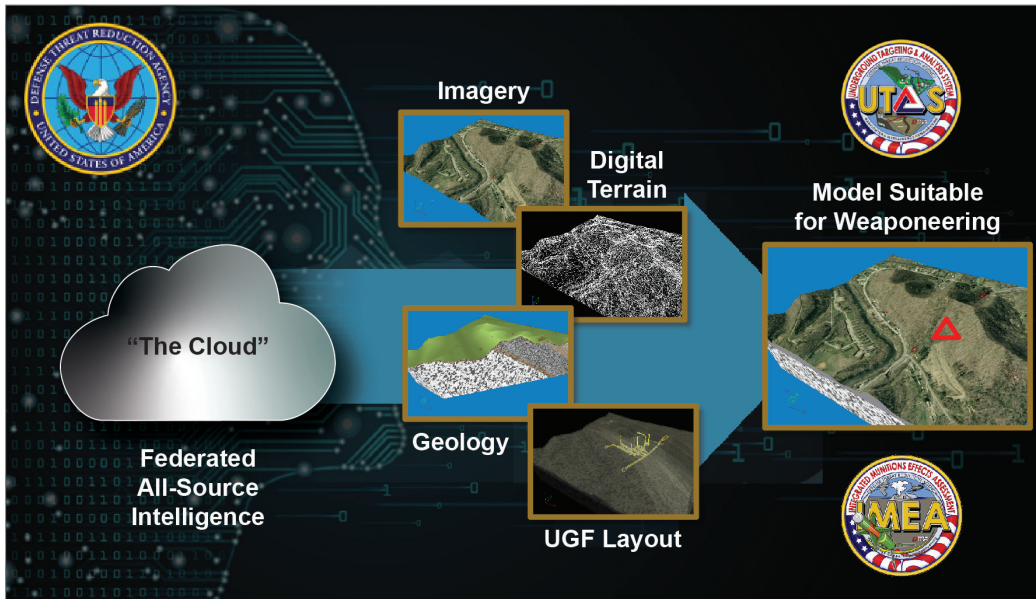 DEFENSE THREAT REDUCTION AGENCY
UNITED STATES OF AMERICA
Imagery
Digital
Terrain
UNDERGROUND TARGETING & ANALYSIS SYSTEM
UTAS
Model Suitable
for Weaponeering
“The Cloud”
Geology
Federated
All-Source
Intelligence
UGF Layout
INTEGRATED MUNITIONS EFFECTS ASSESSMENT
IMEA